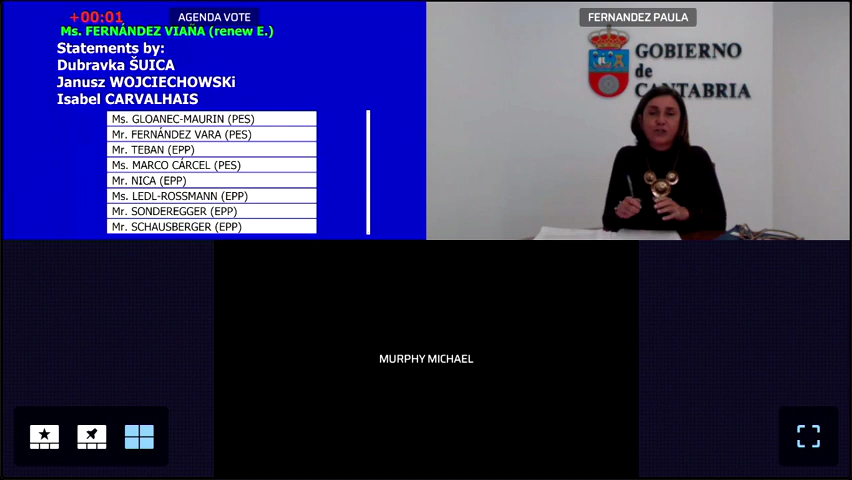 +00:01
AGENDA VOTE
Ms. FERNÁNDEZ VIAÑA (renew E.)
Statements by:
Dubravka ŠUICA
Janusz WOJCIECHOWSKi
Isabel CARVALHAIS
Ms. GLOANEC-MAURIN (PES)
Mr. FERNÁNDEZ VARA (PES)
Mr. TEBAN (EPP)
Ms. MARCO CÁRCEL (PES)
Mr. NICA (EPP)
Ms. LEDL-ROSSMANN (EPP)
Mr. SONDEREGGER (EPP)
Mr. SCHAUSBERGER (EPP)
FERNANDEZ PAULA
GOBIERNO
de
CANTABRIA
MURPHY MICHAEL